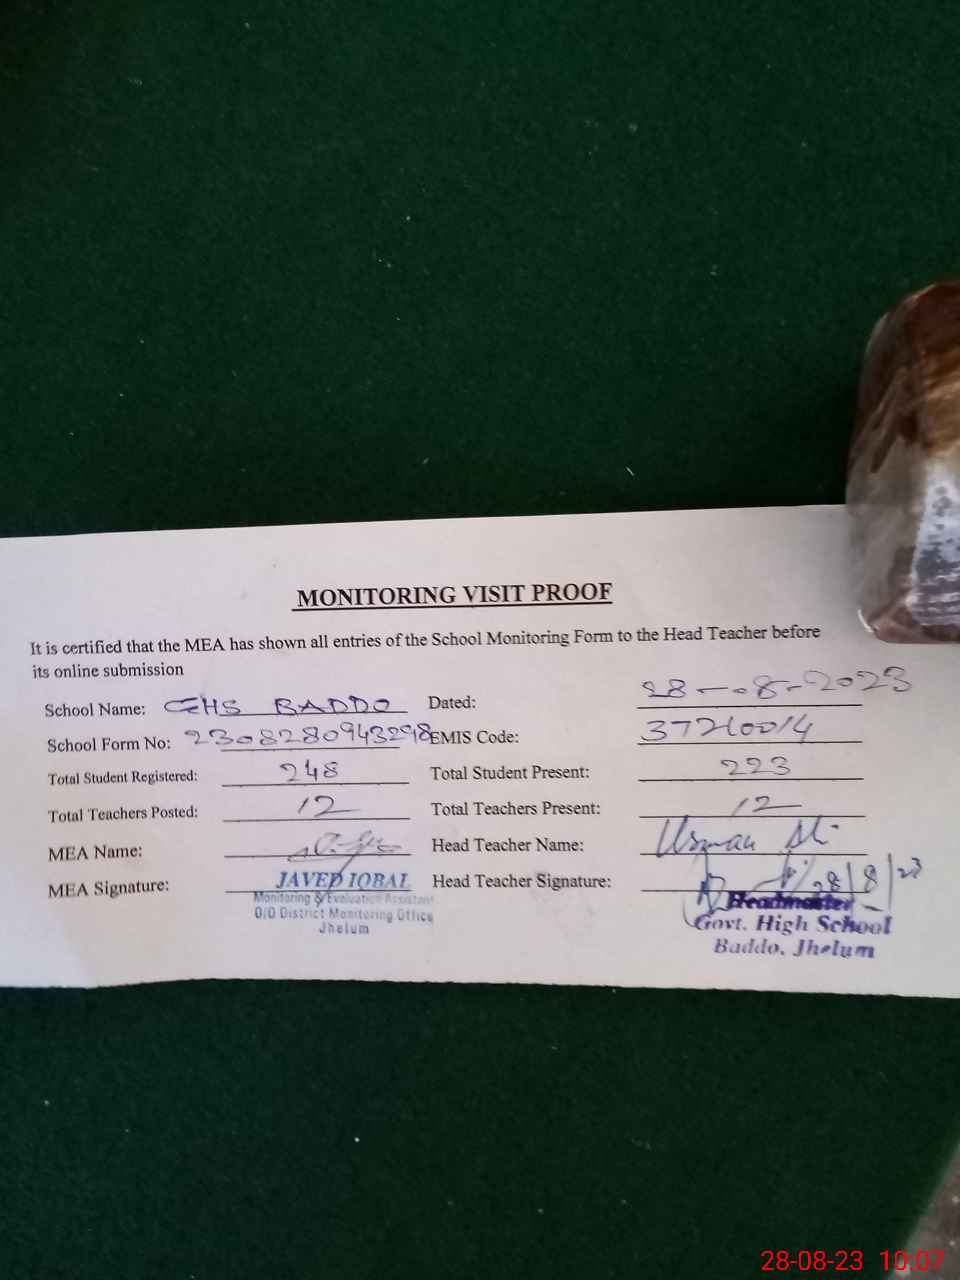 MONITORING VISIT PROOF
It is certified that the MEA has shown all entries of the School Monitoring Form to the Head Teacher before
its online submission
School Name: GHS BADDO Dated: 28-08-2023
School Form No: 2308280943298 EMIS Code: 37210014
Total Student Registered: 248 Total Student Present: 223
Total Teachers Posted: 12 Total Teachers Present: 12
MEA Name: Head Teacher Name: Usman Ali
MEA Signature: JAVED IQBAL Head Teacher Signature: 28/8/23
Monitoring & Evaluation Assistant Headmaster
O/O District Monitoring Office Govt. High School
Jhelum Baddo, Jhelum
28-08-23 10:07